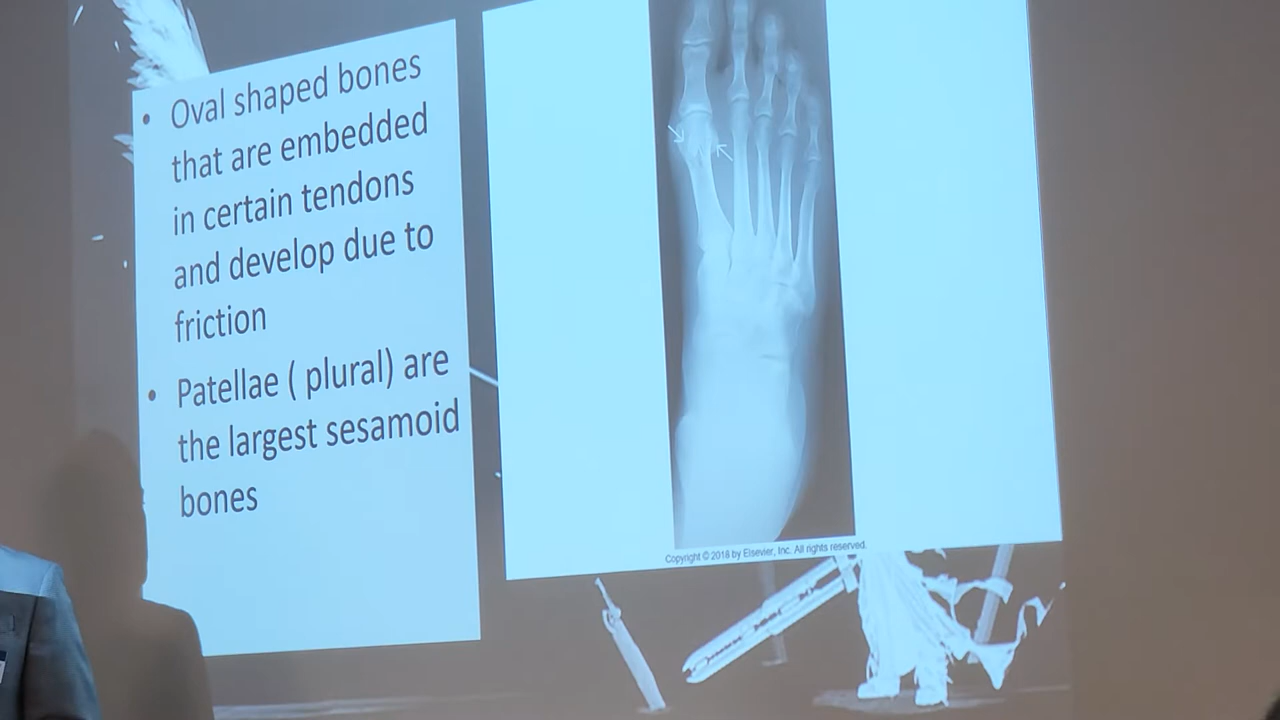 • Oval shaped bones
that are embedded
in certain tendons
and develop due to
friction
• Patellae ( plural) are
the largest sesamoid
bones
Copyright © 2018 by Elsevier, Inc. All rights reserved.